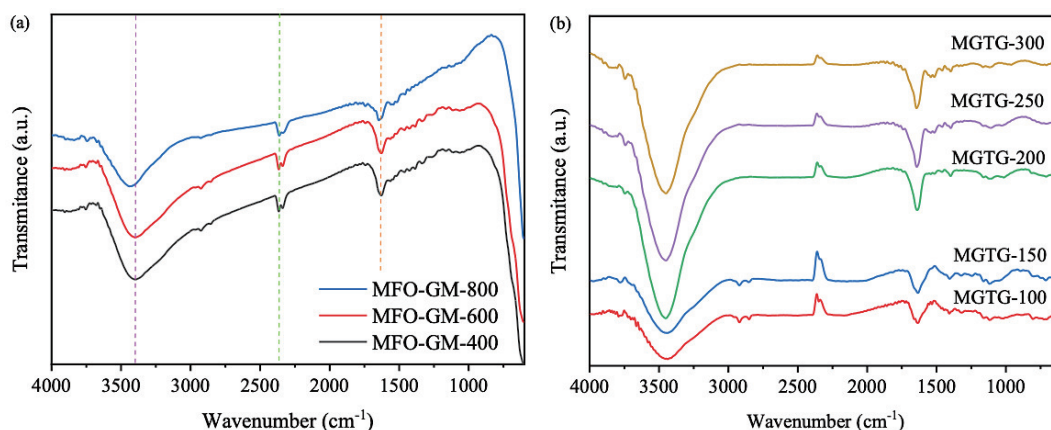 (a)
Transmitance (a.u.)
MFO-GM-800
MFO-GM-600
MFO-GM-400
4000 3500 3000 2500 2000 1500 1000
Wavenumber (cm-1)
(b)
Transmitance (a.u.)
MGTG-300
MGTG-250
MGTG-200
MGTG-150
MGTG-100
4000 3500 3000 2500 2000 1500 1000
Wavenumber (cm-1)